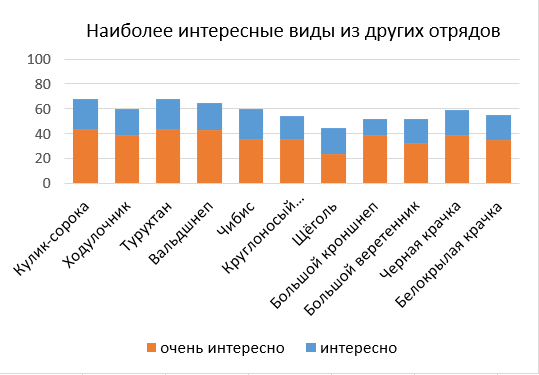 Наиболее интересные виды из других отрядов
100
80
60
40
20
0
Кулик-сорока
Ходулочник
Турухтан
Вальдшнеп
Чибис
Круглоносый...
Щёголь
Большой кроншнеп
Большой веретенник
Черная крачка
Белокрылая крачка
очень интересно интересно